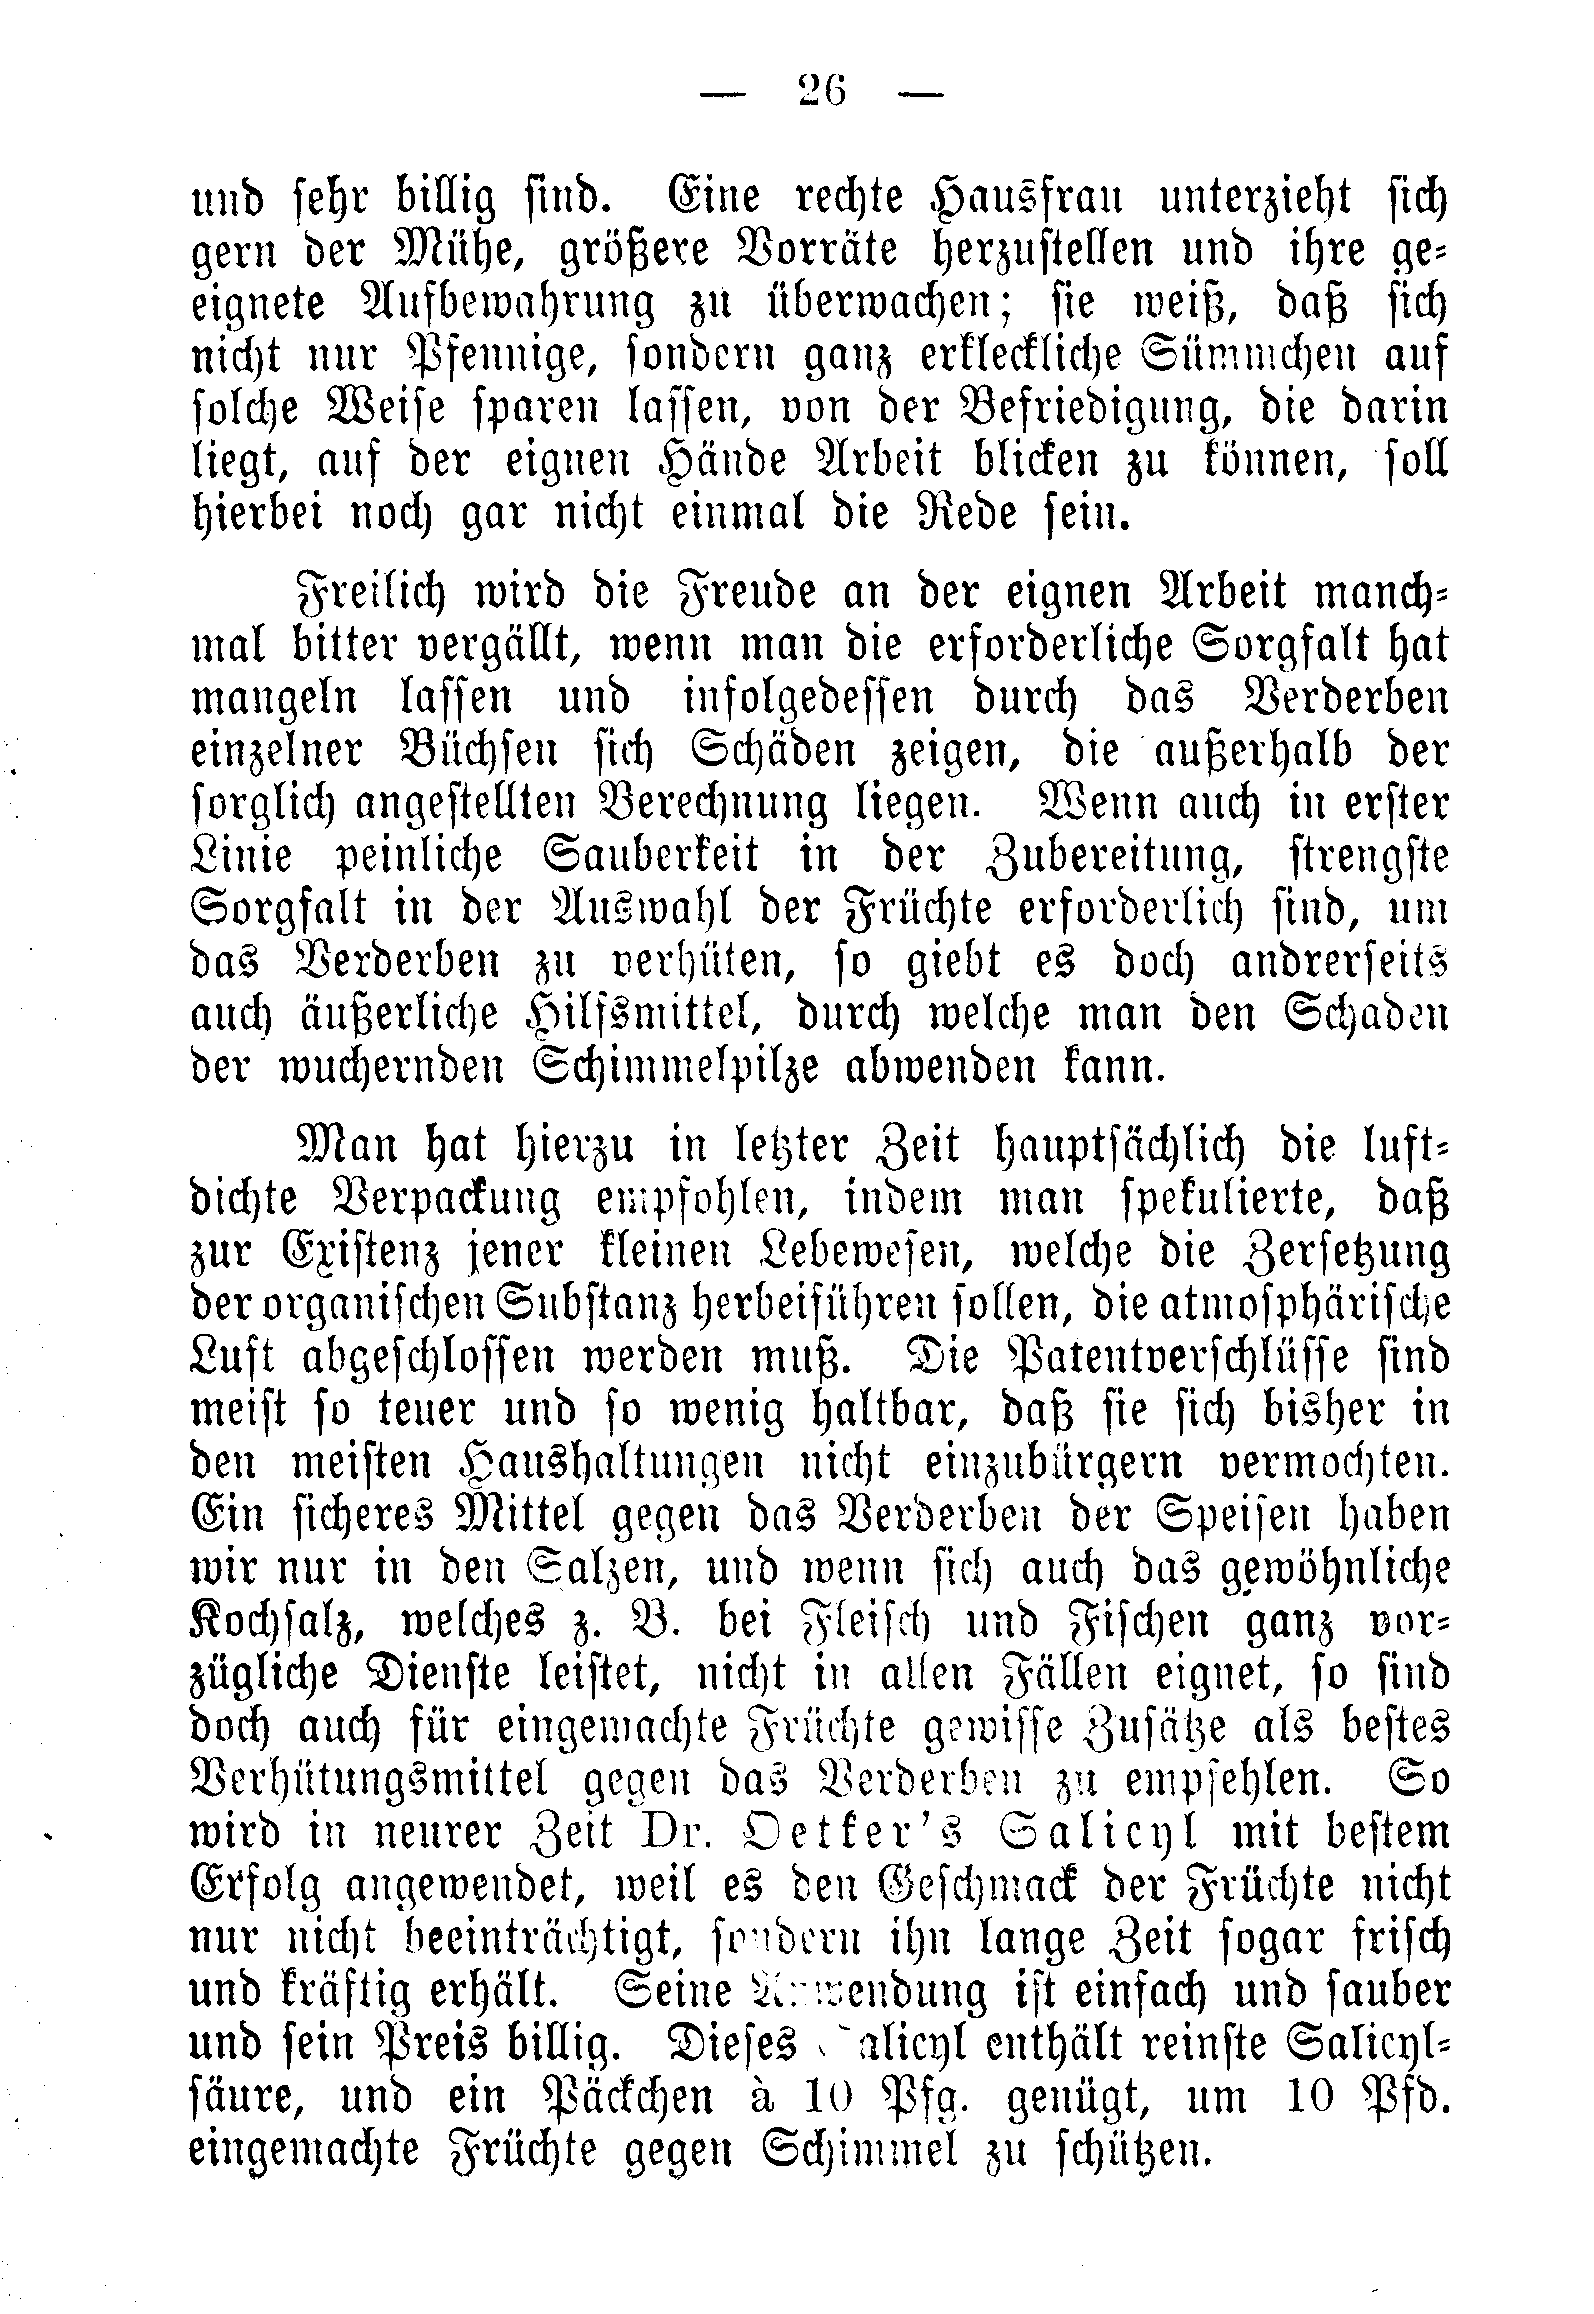 — 26 —
und sehr billig sind. Eine rechte Hausfrau unterzieht sich
gern der Mühe, größere Vorräte herzustellen und ihre ge-
eignete Aufbewahrung zu überwachen; sie weiß, daß sich
nicht nur Pfennige, sondern ganz erkleckliche Sümmchen auf
solche Weise sparen lassen, von der Befriedigung, die darin
liegt, auf der eignen Hände Arbeit blicken zu können, soll
hierbei noch gar nicht einmal die Rede sein.
Freilich wird die Freude an der eignen Arbeit manch-
mal bitter vergällt, wenn man die erforderliche Sorgfalt hat
mangeln lassen und infolgedessen durch das Verderben
einzelner Büchsen sich Schäden zeigen, die außerhalb der
sorglich angestellten Berechnung liegen. Wenn auch in erster
Linie peinliche Sauberkeit in der Zubereitung, strengste
Sorgfalt in der Auswahl der Früchte erforderlich sind, um
das Verderben zu verhüten, so giebt es doch andrerseits
auch äußerliche Hilfsmittel, durch welche man den Schaden
der wuchernden Schimmelpilze abwenden kann.
Man hat hierzu in letzter Zeit hauptsächlich die luft-
dichte Verpackung empfohlen, indem man spekulierte, daß
zur Existenz jener kleinen Lebewesen, welche die Zersetzung
der organischen Substanz herbeiführen sollen, die atmosphärische
Luft abgeschlossen werden muß. Die Patentverschlüsse sind
meist so teuer und so wenig haltbar, daß sie sich bisher in
den meisten Haushaltungen nicht einzubürgern vermochten.
Ein sicheres Mittel gegen das Verderben der Speisen haben
wir nur in den Salzen, und wenn sich auch das gewöhnliche
Kochsalz, welches z. B. bei Fleisch und Fischen ganz vor-
zügliche Dienste leistet, nicht in allen Fällen eignet, so sind
doch auch für eingemachte Früchte gewisse Zusätze als bestes
Verhütungsmittel gegen das Verderben zu empfehlen. So
wird in neurer Zeit Dr. Oetker's Salicyl mit bestem
Erfolg angewendet, weil es den Geschmack der Früchte nicht
nur nicht beeinträchtigt, sondern ihn lange Zeit sogar frisch
und kräftig erhält. Seine Anwendung ist einfach und sauber
und sein Preis billig. Dieses Salicyl enthält reinste Salicyl-
säure, und ein Päckchen à 10 Pfg. genügt, um 10 Pfd.
eingemachte Früchte gegen Schimmel zu schützen.